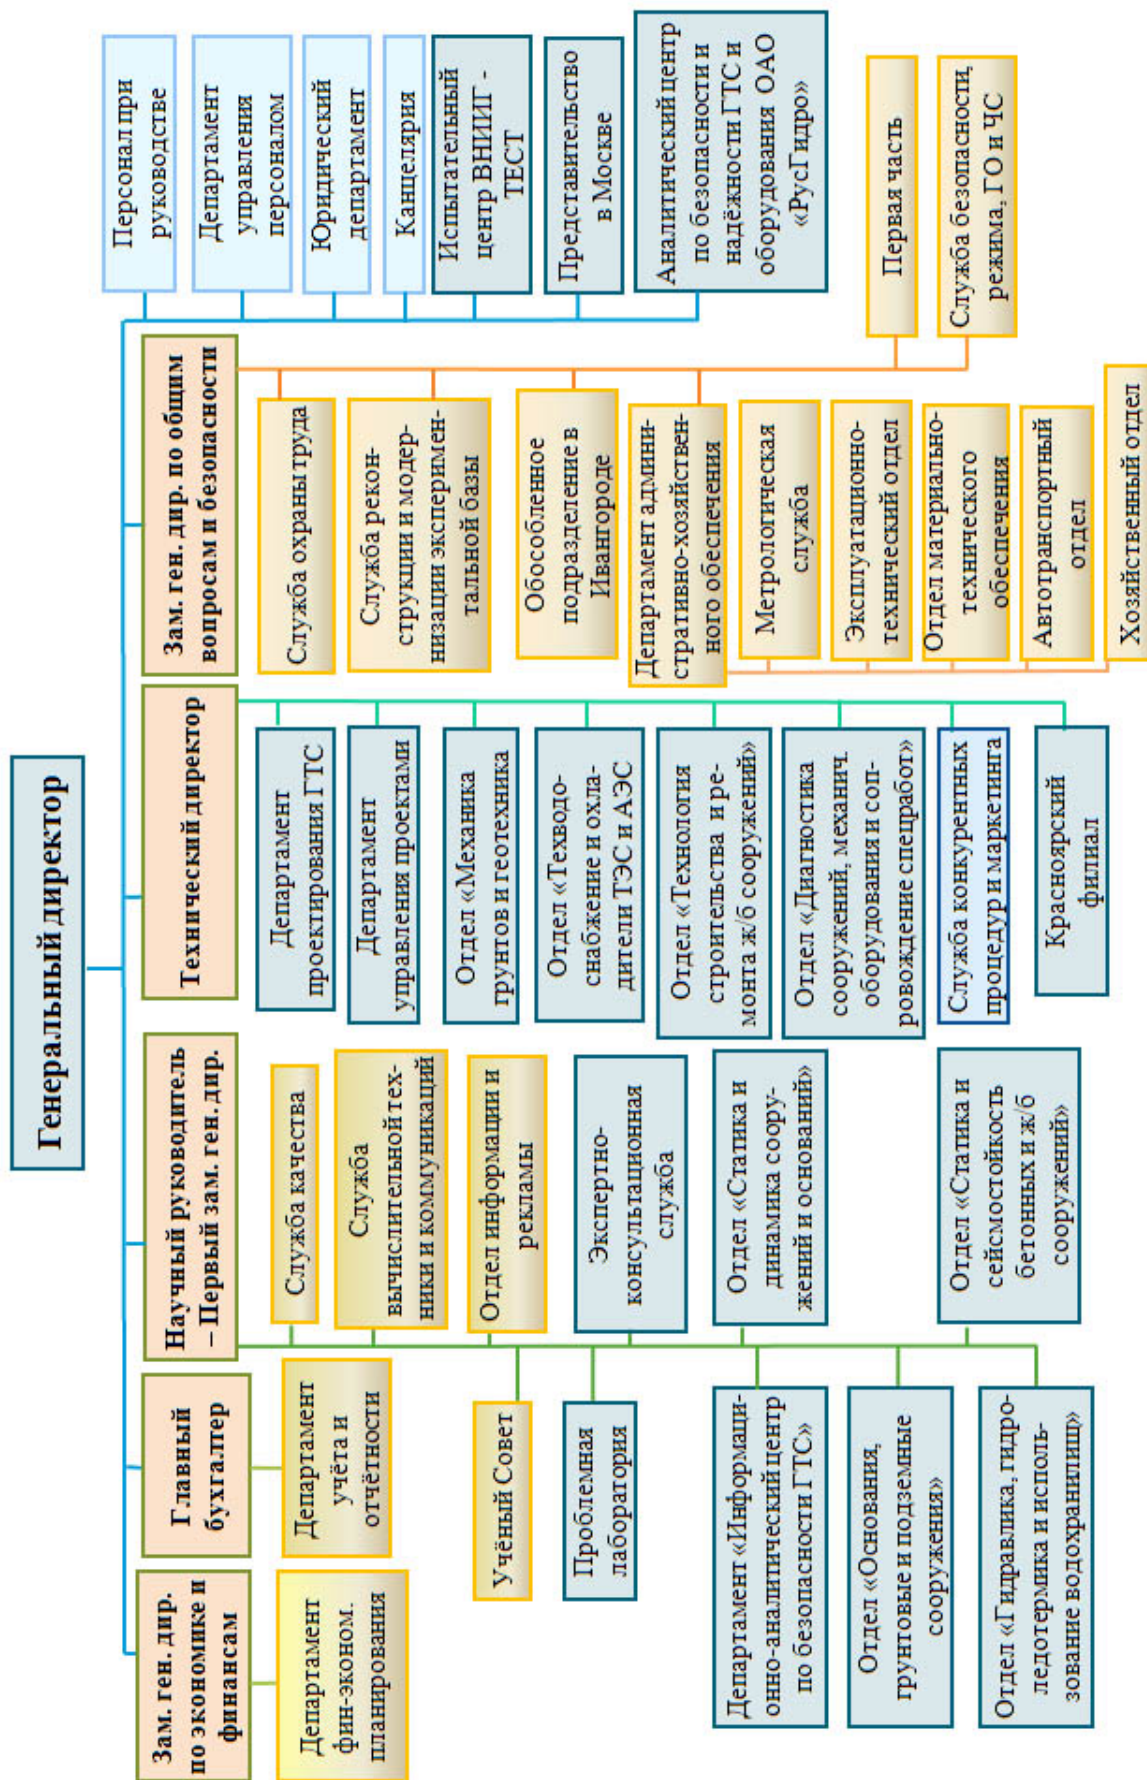 Генеральный директор
Зам. ген. дир.
по экономике и
финансам
Главный
бухгалтер
Научный руководитель
– Первый зам. ген. дир.
Технический директор
Зам. ген. дир. по общим
вопросам и безопасности
Департамент
фин-эконом.
планирования
Департамент
учёта и
отчётности
Служба качества
Служба
вычислительной тех-
ники и коммуникаций
Отдел информации и
рекламы
Учёный Совет
Проблемная
лаборатория
Экспертно-
консультационная
служба
Департамент «Информаци-
онно-аналитический центр
по безопасности ГТС»
Отдел «Статика и
динамика соору-
жений и оснований»
Отдел «Основания,
грунтовые и подземные
сооружения»
Отдел «Статика и
сейсмостойкость
бетонных и ж/б
сооружений»
Отдел «Гидравлика, гидро-
ледотермика и исполь-
зование водохранилищ»
Департамент
проектирования ГТС
Департамент
управления проектами
Отдел «Механика
грунтов и геотехника
Отдел «Техводо-
снабжение и охла-
дители ТЭС и АЭС
Отдел «Технология
строительства и ре-
монта ж/б сооружений»
Отдел «Диагностика
сооружений, механич.
оборудования и соп-
ровождение спецработ»
Служба конкурентных
процедур и маркетинга
Красноярский
филиал
Служба охраны труда
Служба рекон-
струкции и модер-
низации эксперимен-
тальной базы
Обособленное
подразделение в
Ивангороде
Департамент админи-
стративно-хозяйствен-
ного обеспечения
Метрологическая
служба
Эксплуатационно-
технический отдел
Отдел материально-
технического
обеспечения
Автотранспортный
отдел
Хозяйственный отдел
Первая часть
Служба безопасности,
режима, ГО и ЧС
Персонал при
руководстве
Департамент
управления
персоналом
Юридический
департамент
Канцелярия
Испытательный
центр ВНИИГ -
ТЕСТ
Представительство
в Москве
Аналитический центр
по безопасности и
надёжности ГТС и
оборудования ОАО
«РусГидро»